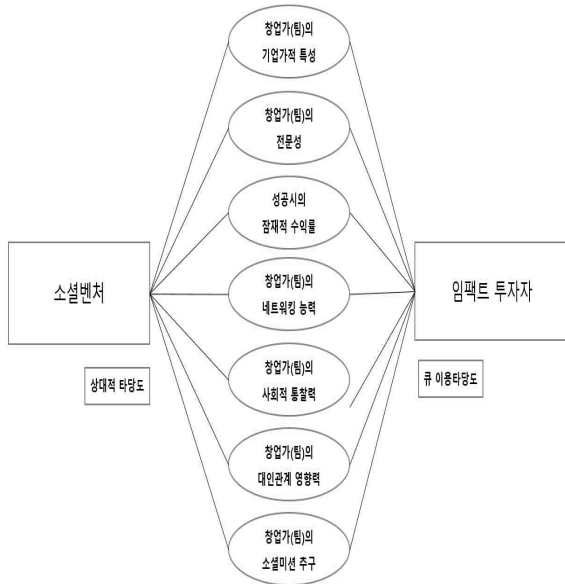 창업가(팀)의
기업가적 특성
창업가(팀)의
전문성
성공시의
잠재적 수익률
소셜벤처
창업가(팀)의
네트워킹 능력
임팩트 투자자
상대적 타당도
창업가(팀)의
사회적 통찰력
큐 이용타당도
창업가(팀)의
대인관계 영향력
창업가(팀)의
소셜미션 추구